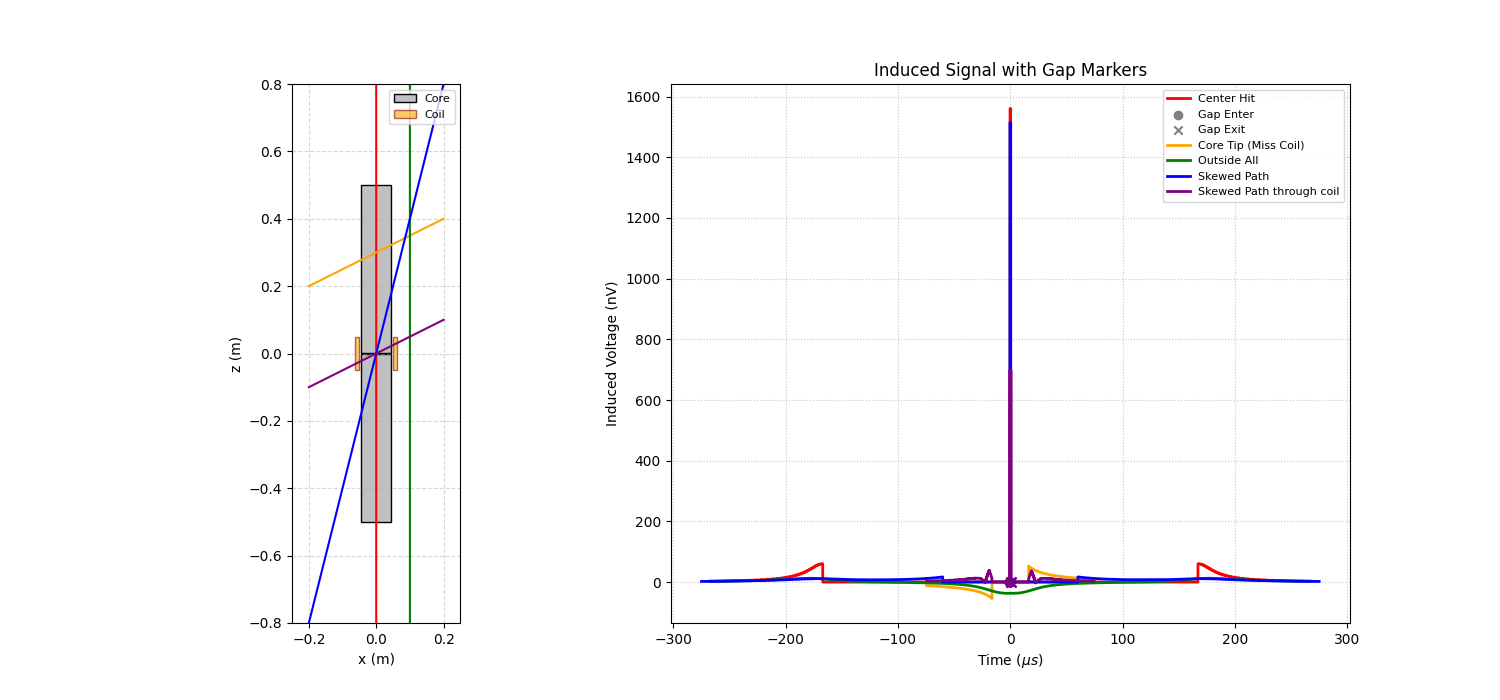 0.8
0.6
0.4
0.2
0.0
−0.2
−0.4
−0.6
−0.8
z (m)
−0.2
0.0
0.2
x (m)
Core
Coil
Induced Signal with Gap Markers
1600
1400
1200
1000
800
600
400
200
0
Induced Voltage (nV)
−300
−200
−100
0
100
200
300
Time (μs)
Center Hit
Gap Enter
Gap Exit
Core Tip (Miss Coil)
Outside All
Skewed Path
Skewed Path through coil